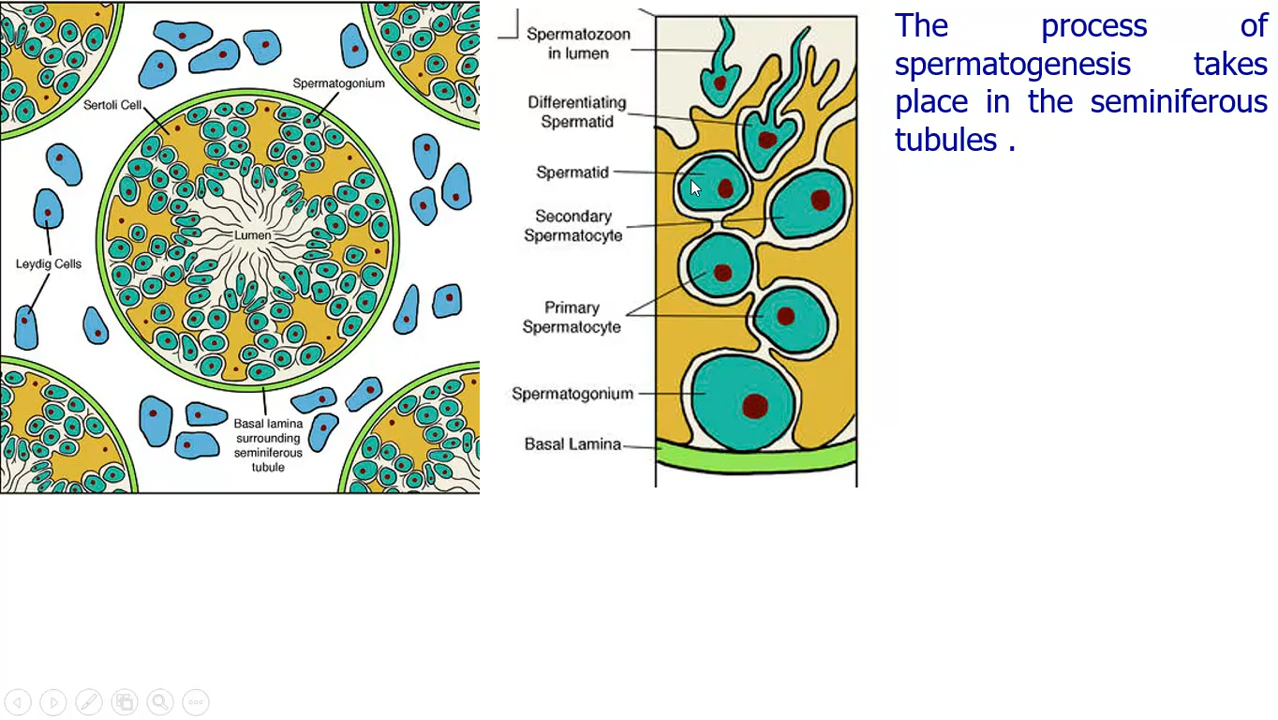 Spermatogonium
Sertoli Cell
Lumen
Leydig Cells
Basal lamina
surrounding
seminiferous
tubule
Spermatozoon
in lumen
Differentiating
Spermatid
Spermatid
Secondary
Spermatocyte
Primary
Spermatocyte
Spermatogonium
Basal Lamina
The process of
spermatogenesis takes
place in the seminiferous
tubules .